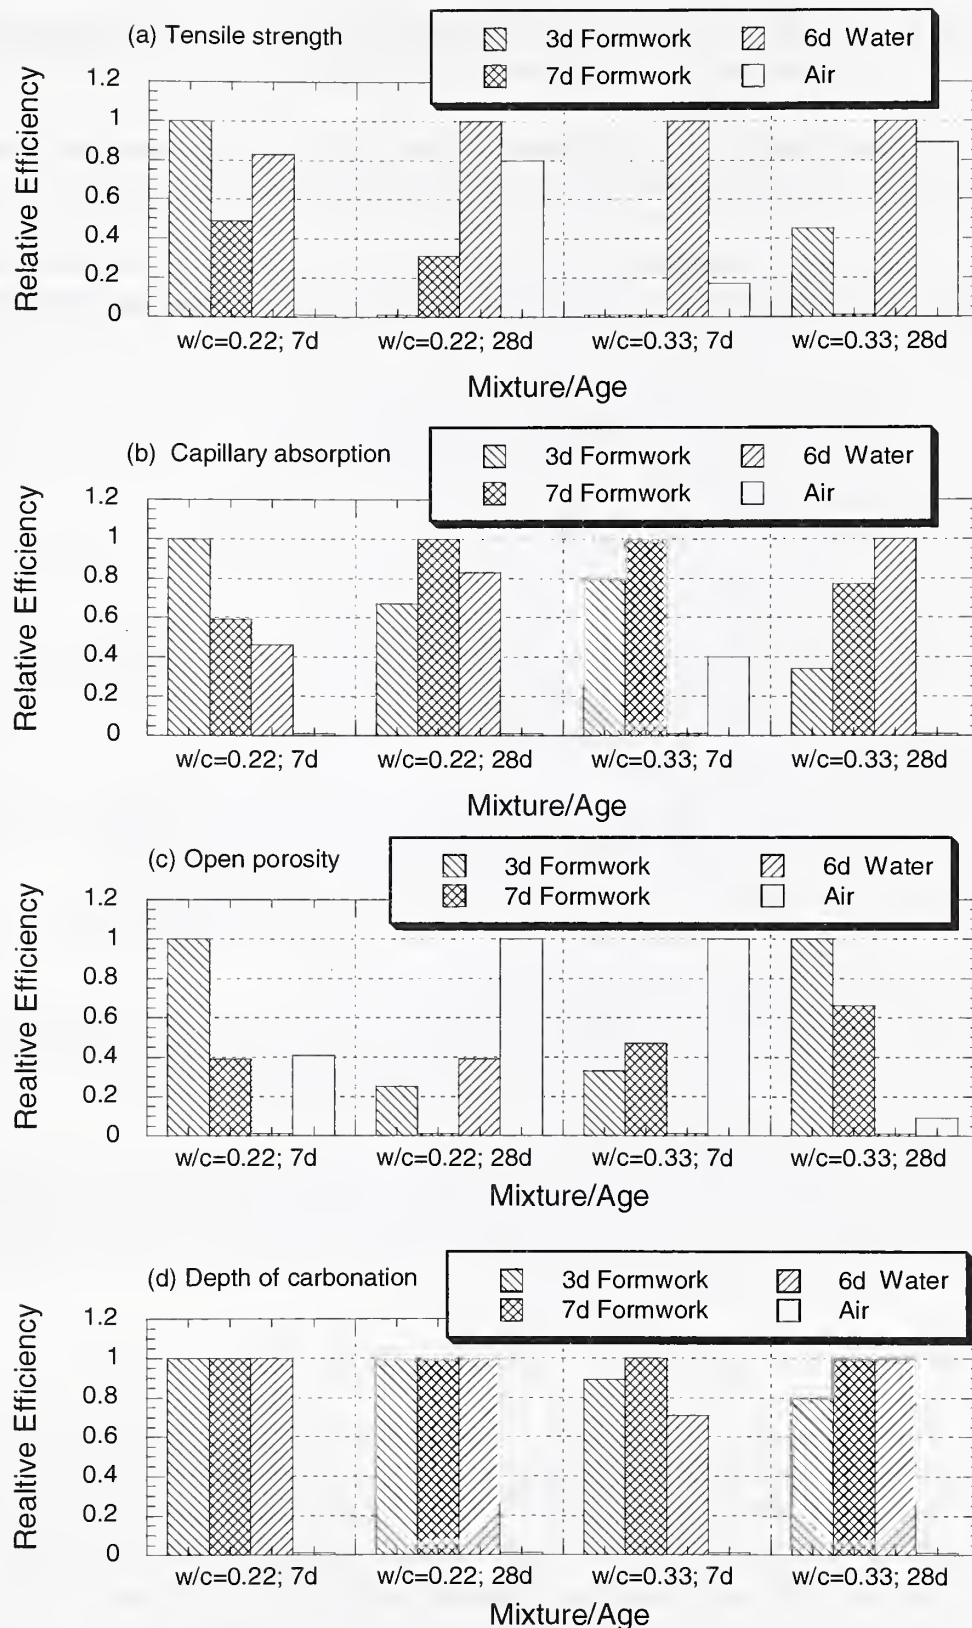 (a) Tensile strength
3d Formwork
6d Water
7d Formwork
Air
Relative Efficiency
1.2
1
0.8
0.6
0.4
0.2
0
w/c=0.22; 7d
w/c=0.22; 28d
w/c=0.33; 7d
w/c=0.33; 28d
Mixture/Age
(b) Capillary absorption
3d Formwork
6d Water
7d Formwork
Air
Relative Efficiency
1.2
1
0.8
0.6
0.4
0.2
0
w/c=0.22; 7d
w/c=0.22; 28d
w/c=0.33; 7d
w/c=0.33; 28d
Mixture/Age
(c) Open porosity
3d Formwork
6d Water
7d Formwork
Air
Realtive Efficiency
1.2
1
0.8
0.6
0.4
0.2
0
w/c=0.22; 7d
w/c=0.22; 28d
w/c=0.33; 7d
w/c=0.33; 28d
Mixture/Age
(d) Depth of carbonation
3d Formwork
6d Water
7d Formwork
Air
Realtive Efficiency
1.2
1
0.8
0.6
0.4
0.2
0
w/c=0.22; 7d
w/c=0.22; 28d
w/c=0.33; 7d
w/c=0.33; 28d
Mixture/Age